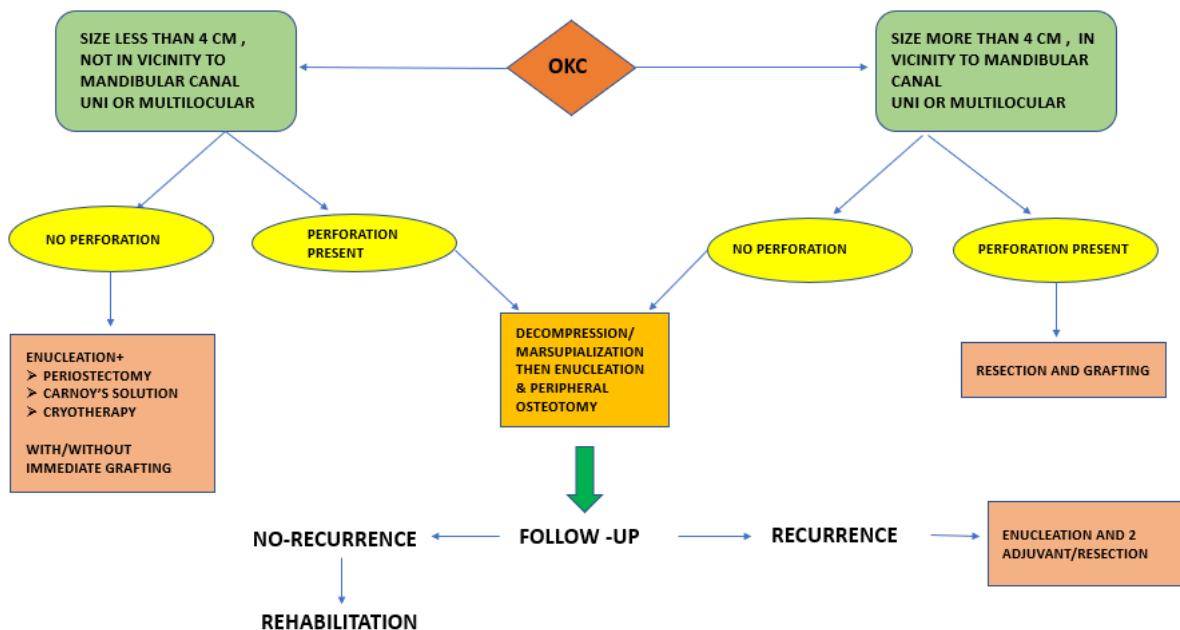 SIZE LESS THAN 4 CM ,
NOT IN VICINITY TO
MANDIBULAR CANAL
UNI OR MULTILOCULAR
OKC
SIZE MORE THAN 4 CM , IN
VICINITY TO MANDIBULAR
CANAL
UNI OR MULTILOCULAR
NO PERFORATION
PERFORATION
PRESENT
NO PERFORATION
PERFORATION PRESENT
ENUCLEATION+
➢ PERIOSTECTOMY
➢ CARNOY'S SOLUTION
➢ CRYOTHERAPY
WITH/WITHOUT
IMMEDIATE GRAFTING
DECOMPRESSION/
MARSUPIALIZATION
THEN ENUCLEATION
& PERIPHERAL
OSTEOTOMY
RESECTION AND GRAFTING
NO-RECURRENCE
FOLLOW -UP
RECURRENCE
ENUCLEATION AND 2
ADJUVANT/RESECTION
REHABILITATION